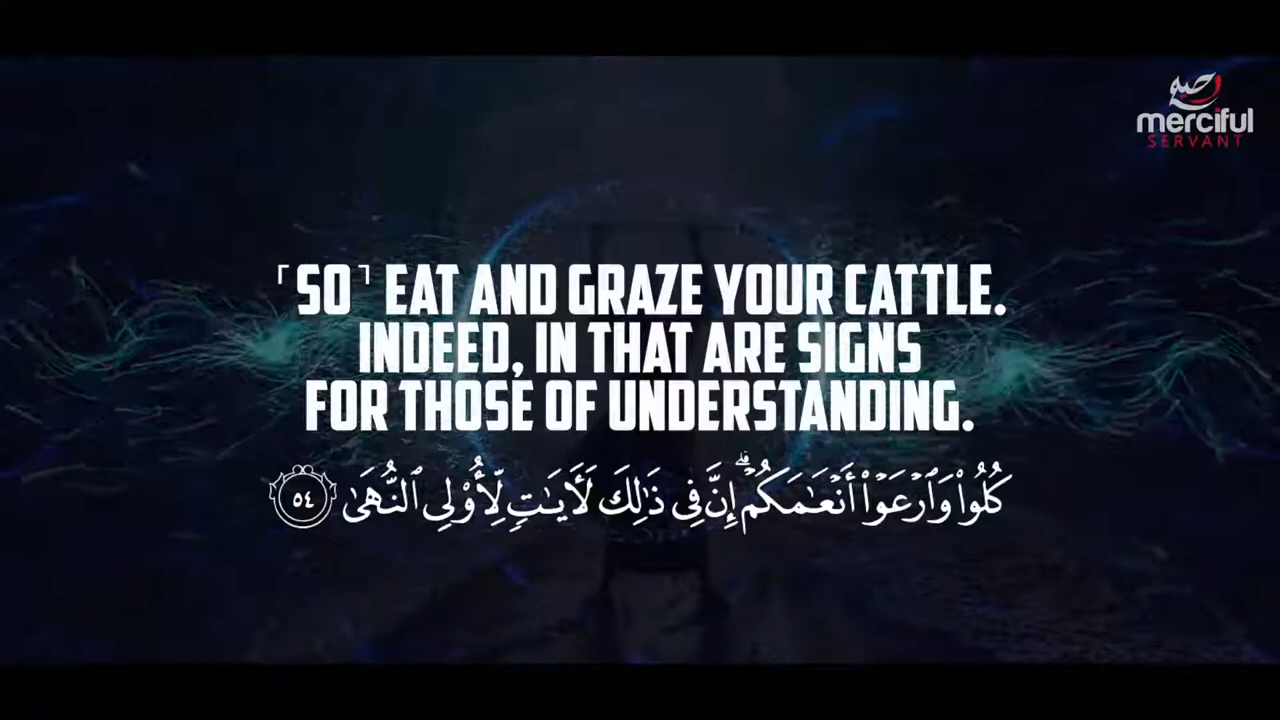 merciful
SERVANT
⸢SO⸣ EAT AND GRAZE YOUR CATTLE.
INDEED, IN THAT ARE SIGNS
FOR THOSE OF UNDERSTANDING.
كُلُوا۟ وَٱرْعَوْا۟ أَنْعَـٰمَكُمْ ۗ إِنَّ فِى ذَٰلِكَ لَـَٔايَـٰتٍ لِّأُو۟لِى ٱلنُّهَىٰ ٥٤